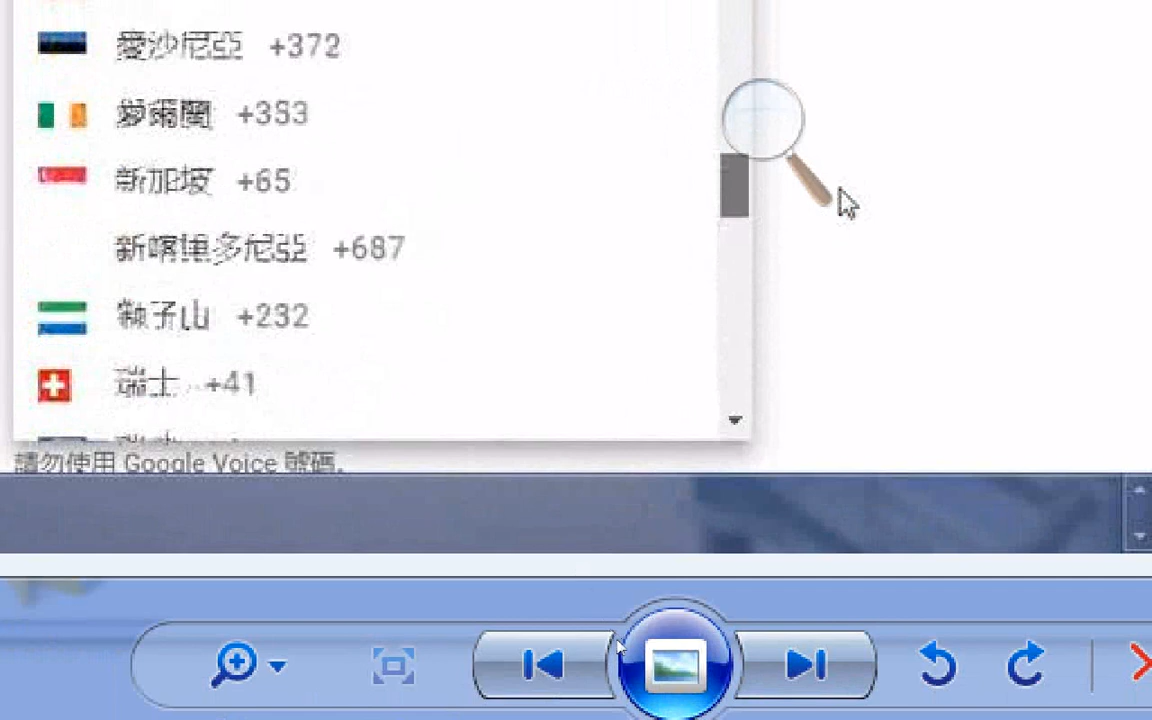 愛沙尼亞 +372
愛爾蘭 +353
新加坡 +65
新喀里多尼亞 +687
獅子山 +232
瑞士 +41
請勿使用 Google Voice 號碼。